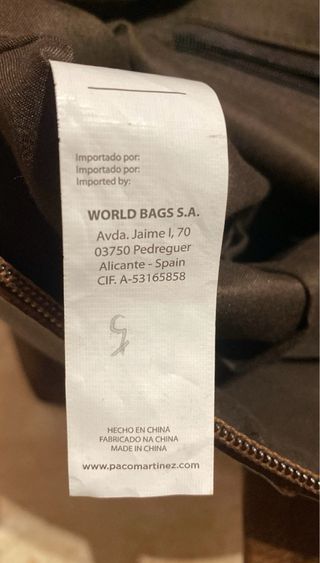 Importado por:
Importado por:
Imported by:
WORLD BAGS S.A.
Avda. Jaime I, 70
03750 Pedreguer
Alicante - Spain
CIF. A-53165858
HECHO EN CHINA
FABRICADO NA CHINA
MADE IN CHINA
www.pacomartinez.com